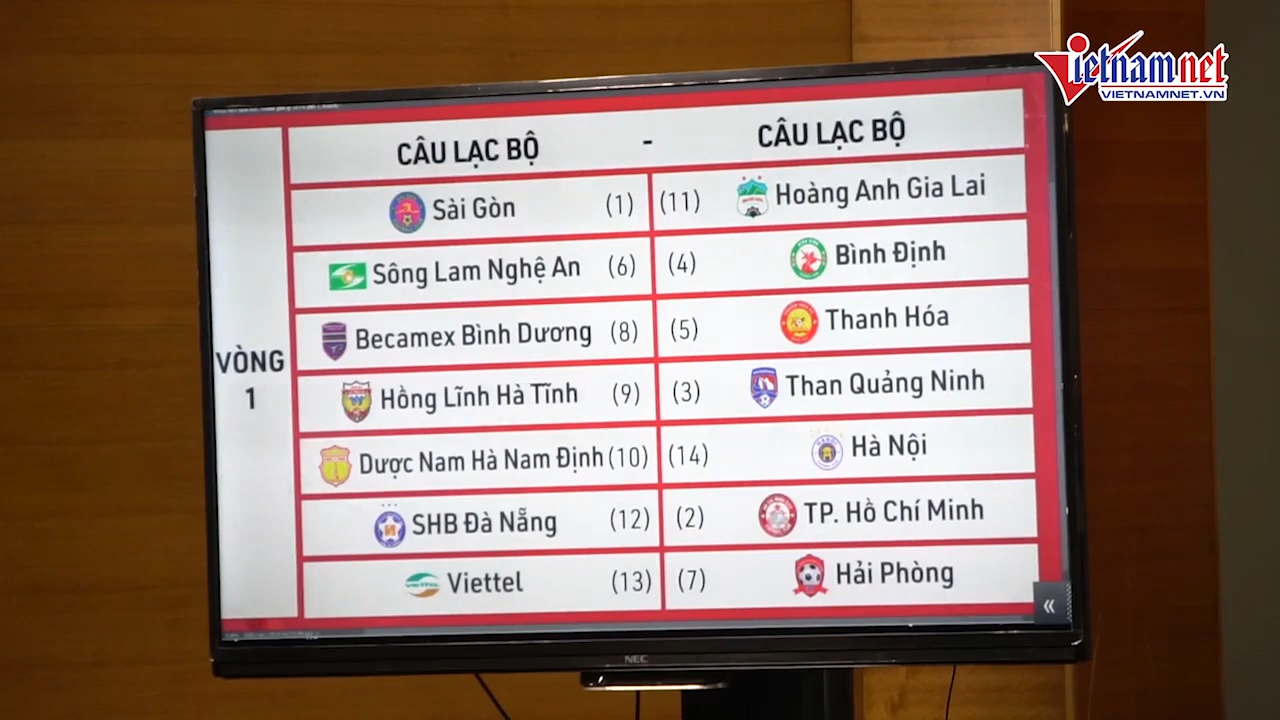 vietnamnet
VIETNAMNET.VN
CÂU LẠC BỘ - CÂU LẠC BỘ
VÒNG
1
Sài Gòn (1) (11) Hoàng Anh Gia Lai
Sông Lam Nghệ An (6) (4) Bình Định
Becamex Bình Dương (8) (5) Thanh Hóa
Hồng Lĩnh Hà Tĩnh (9) (3) Than Quảng Ninh
Dược Nam Hà Nam Định (10) (14) Hà Nội
SHB Đà Nẵng (12) (2) TP. Hồ Chí Minh
Viettel (13) (7) Hải Phòng
«
NEC